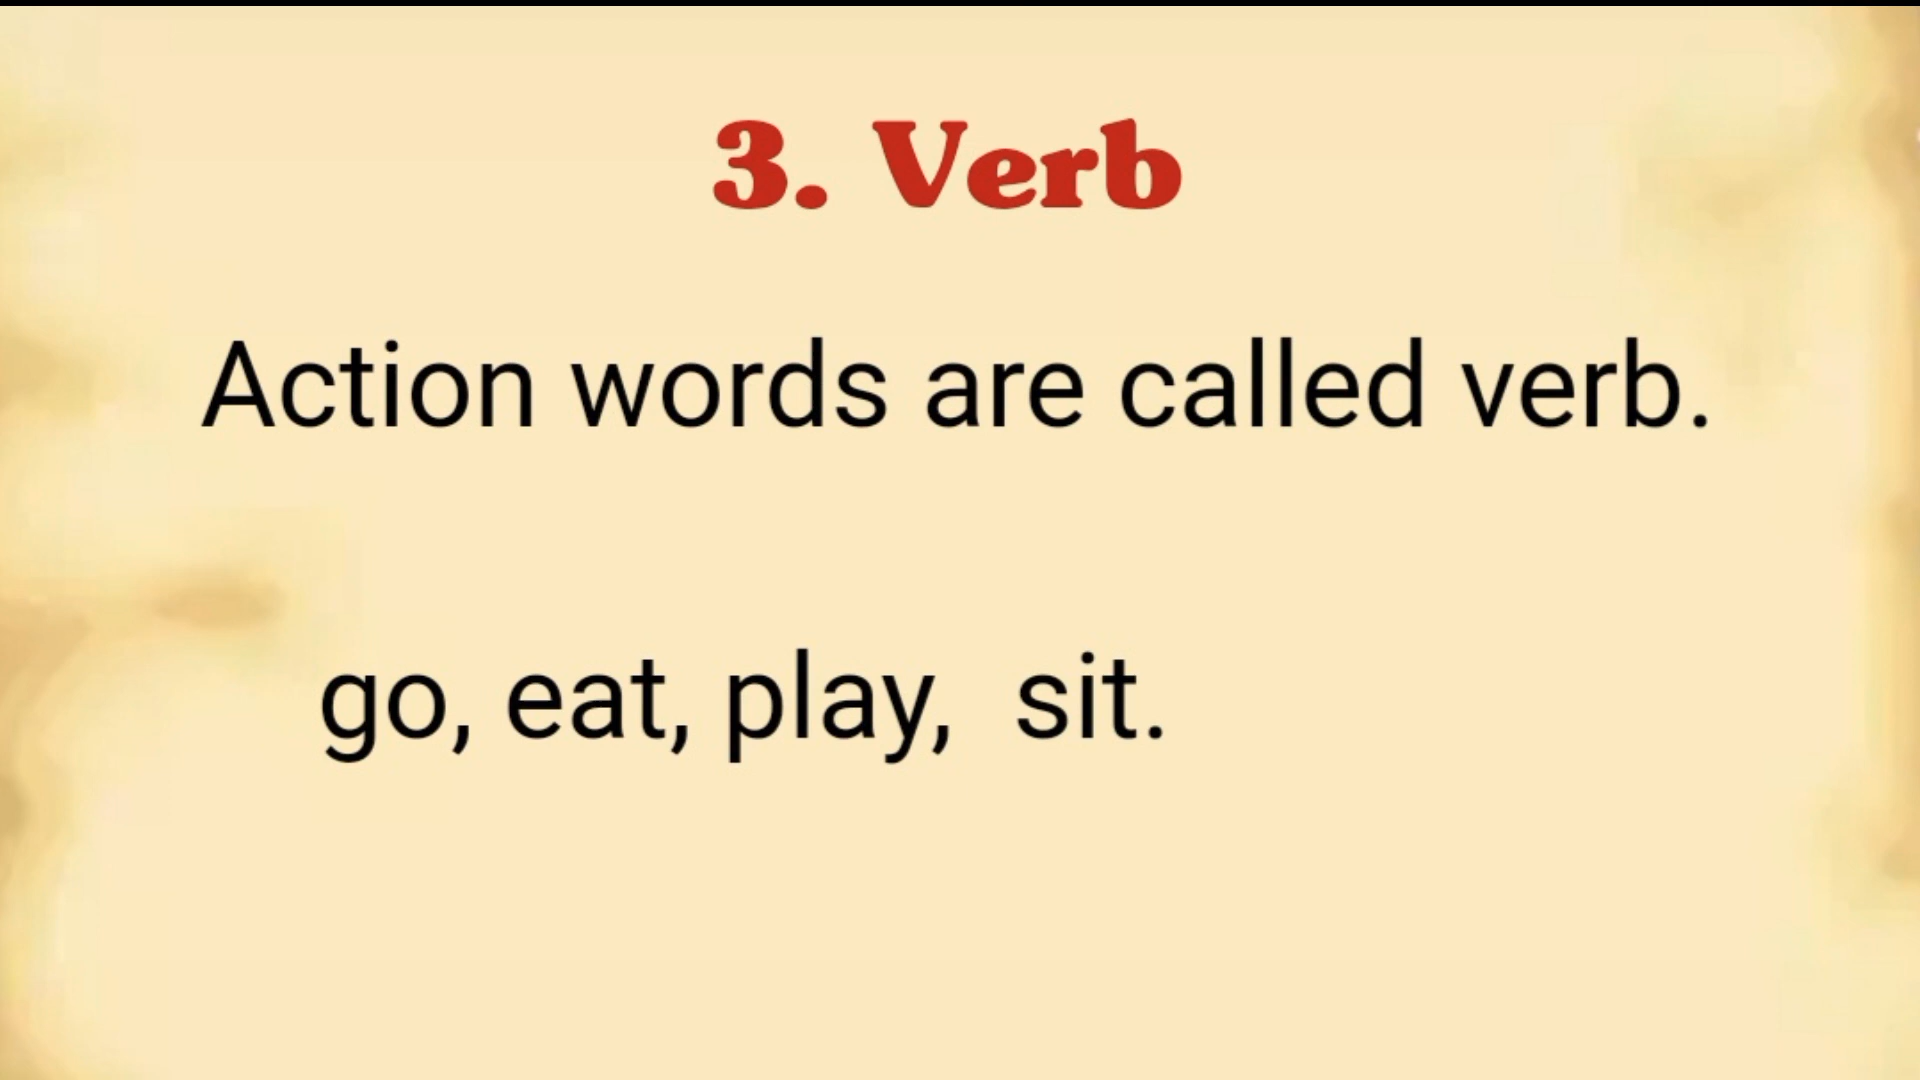 3. Verb
Action words are called verb.
go, eat, play, sit.